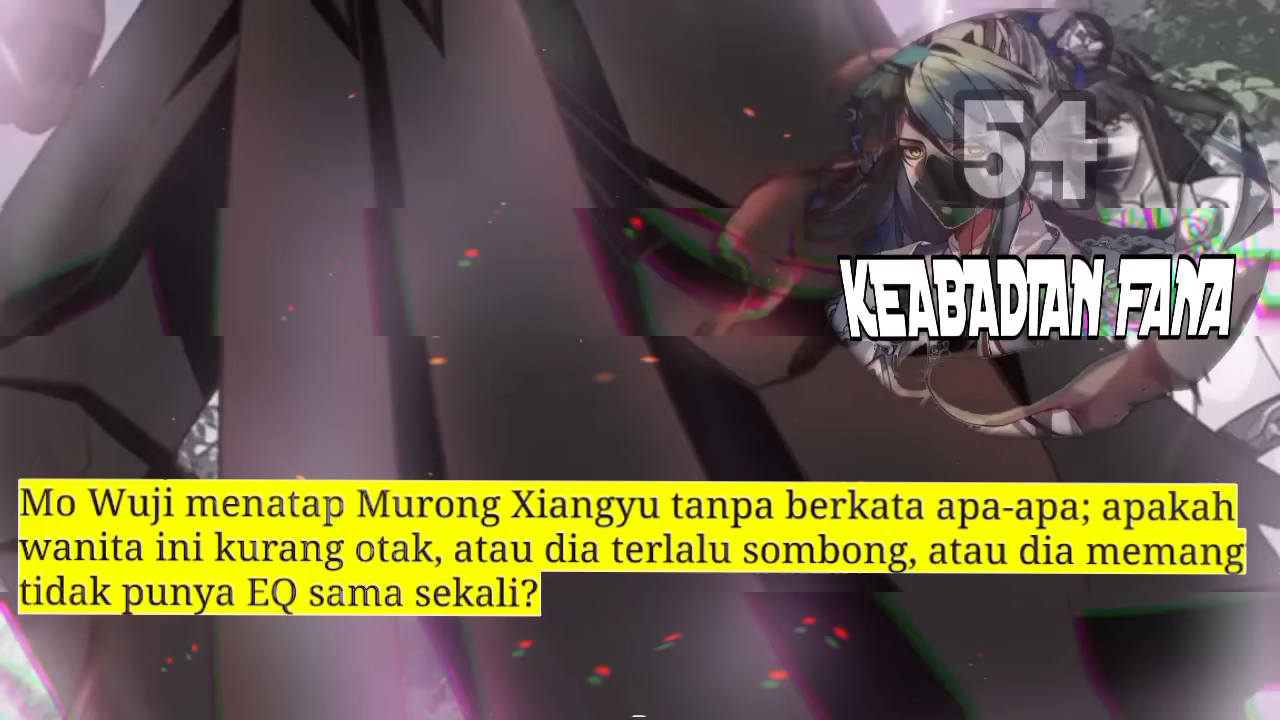 54
KEABADIAN FANA
Mo Wuji menatap Murong Xiangyu tanpa berkata apa-apa; apakah
wanita ini kurang otak, atau dia terlalu sombong, atau dia memang
tidak punya EQ sama sekali?